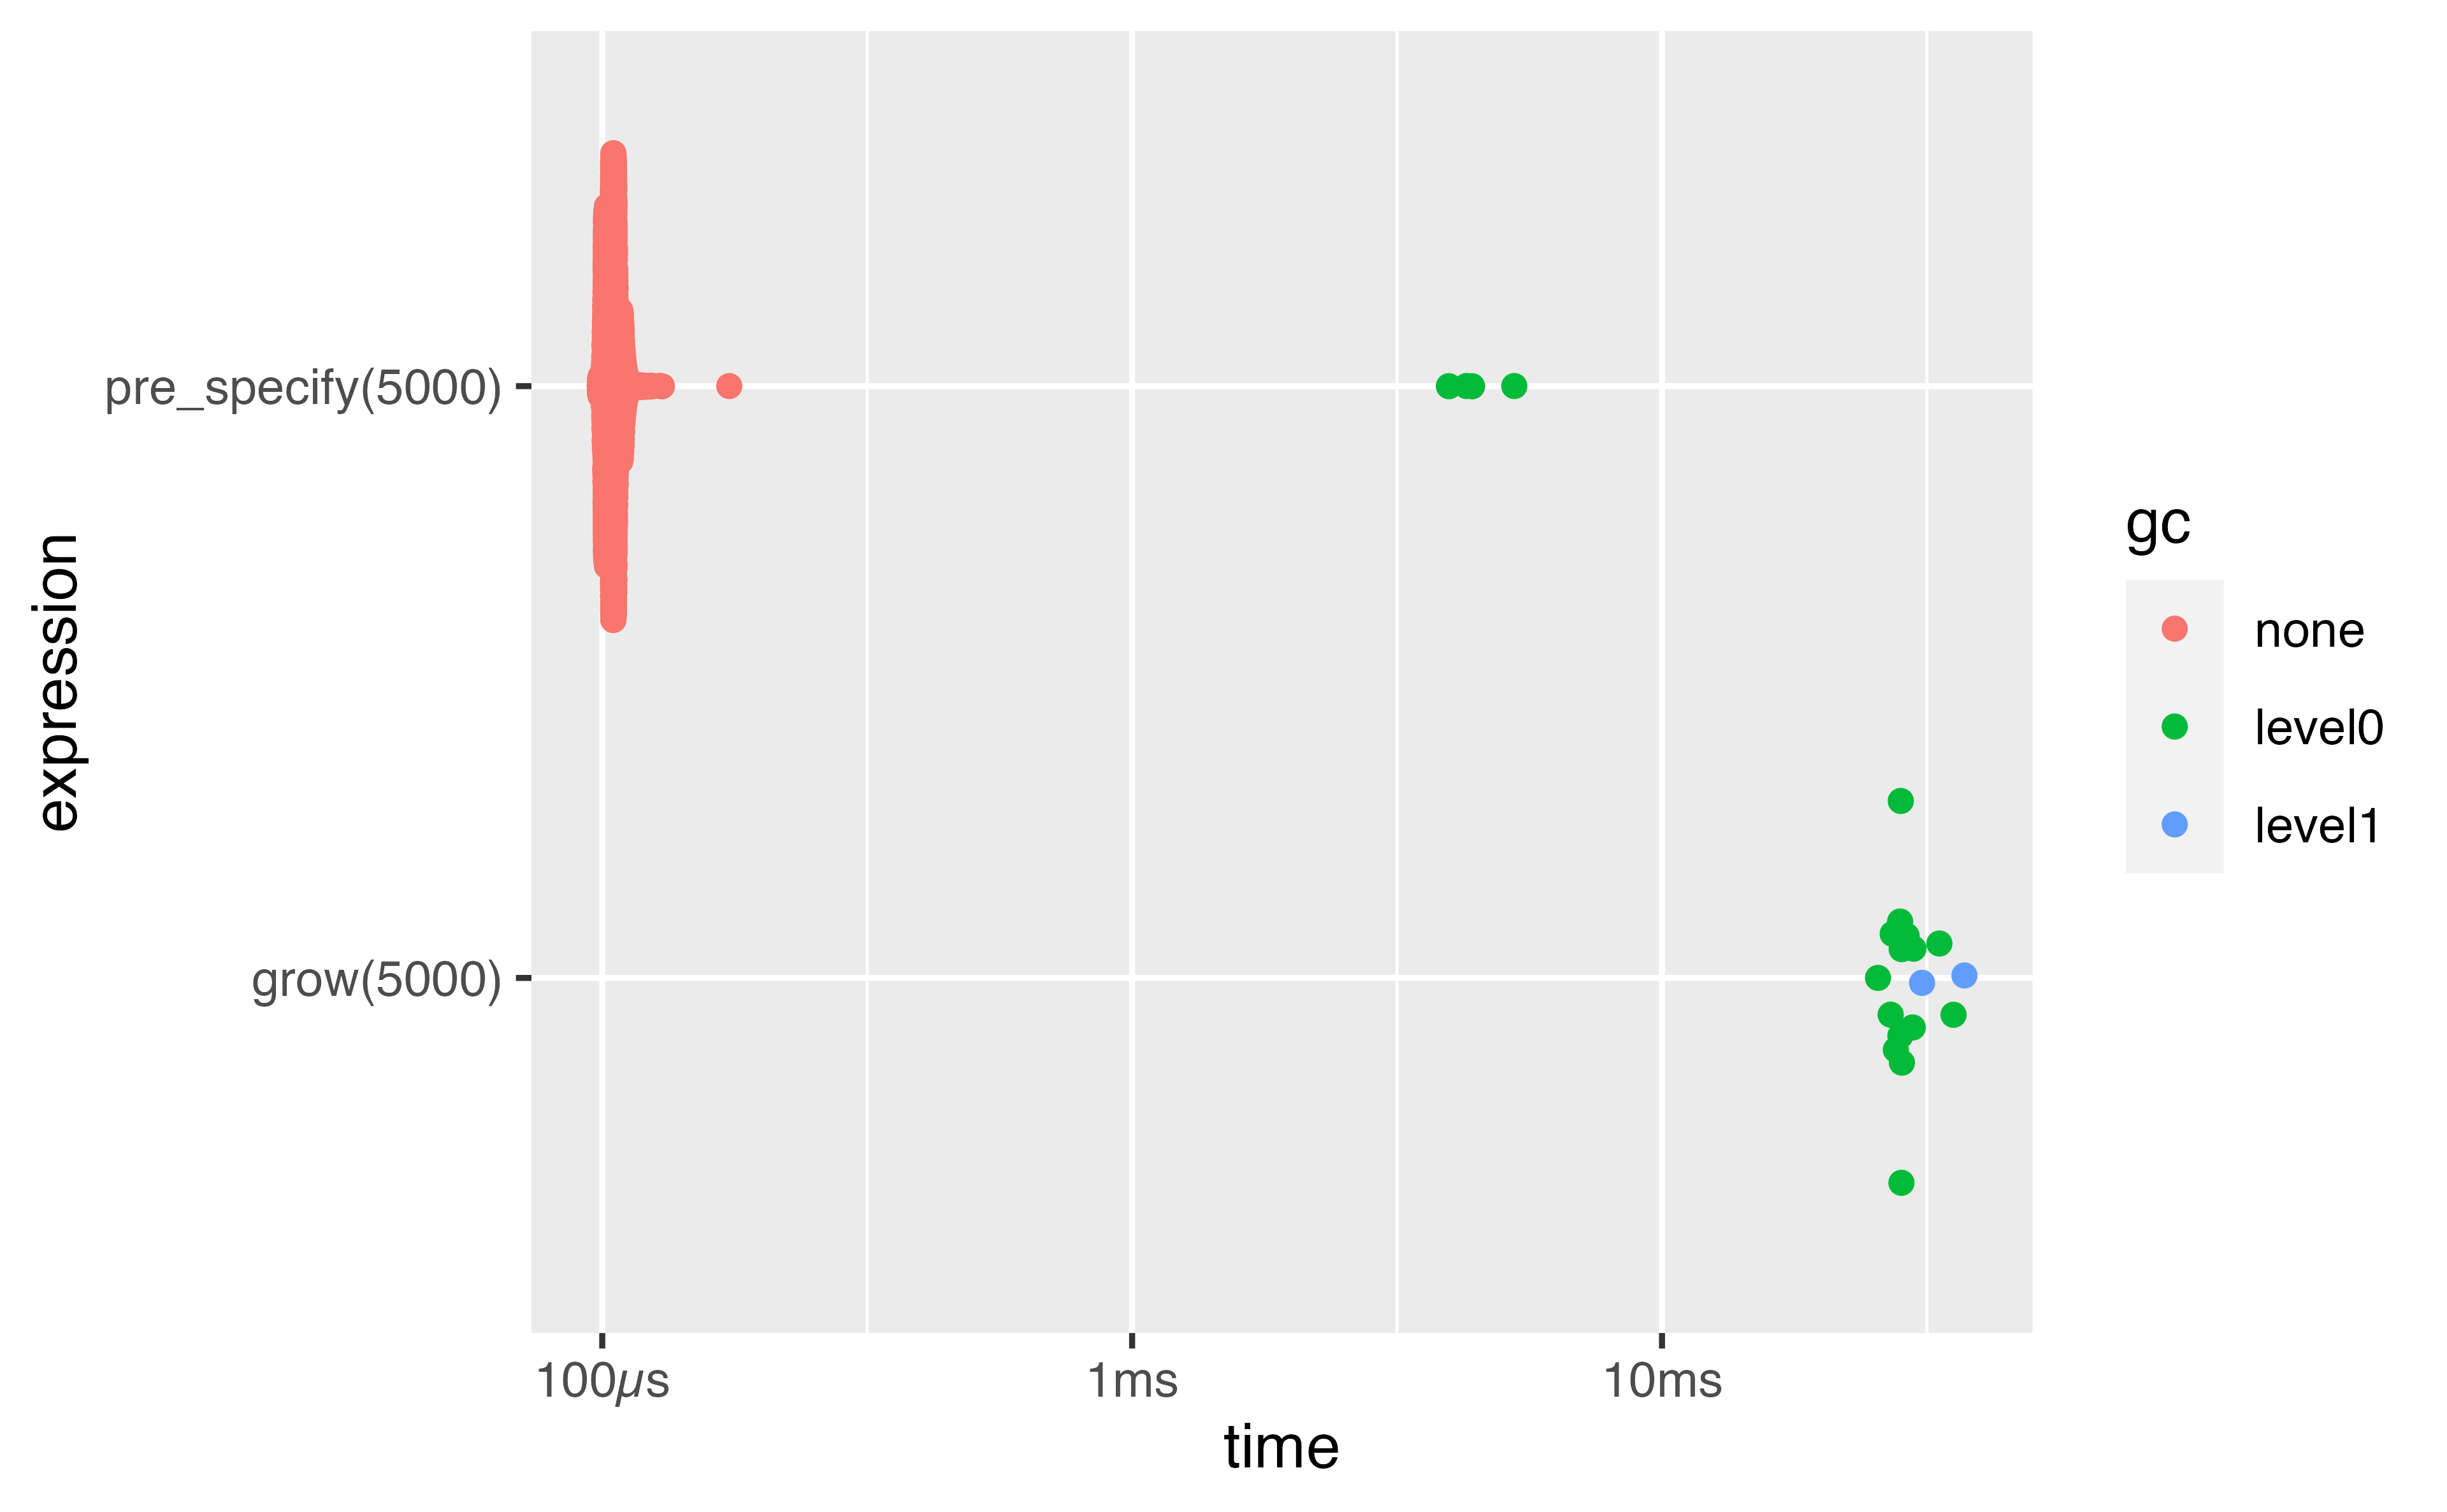 expression
pre_specify(5000)
grow(5000)
100µs
1ms
10ms
time
gc
none
level0
level1